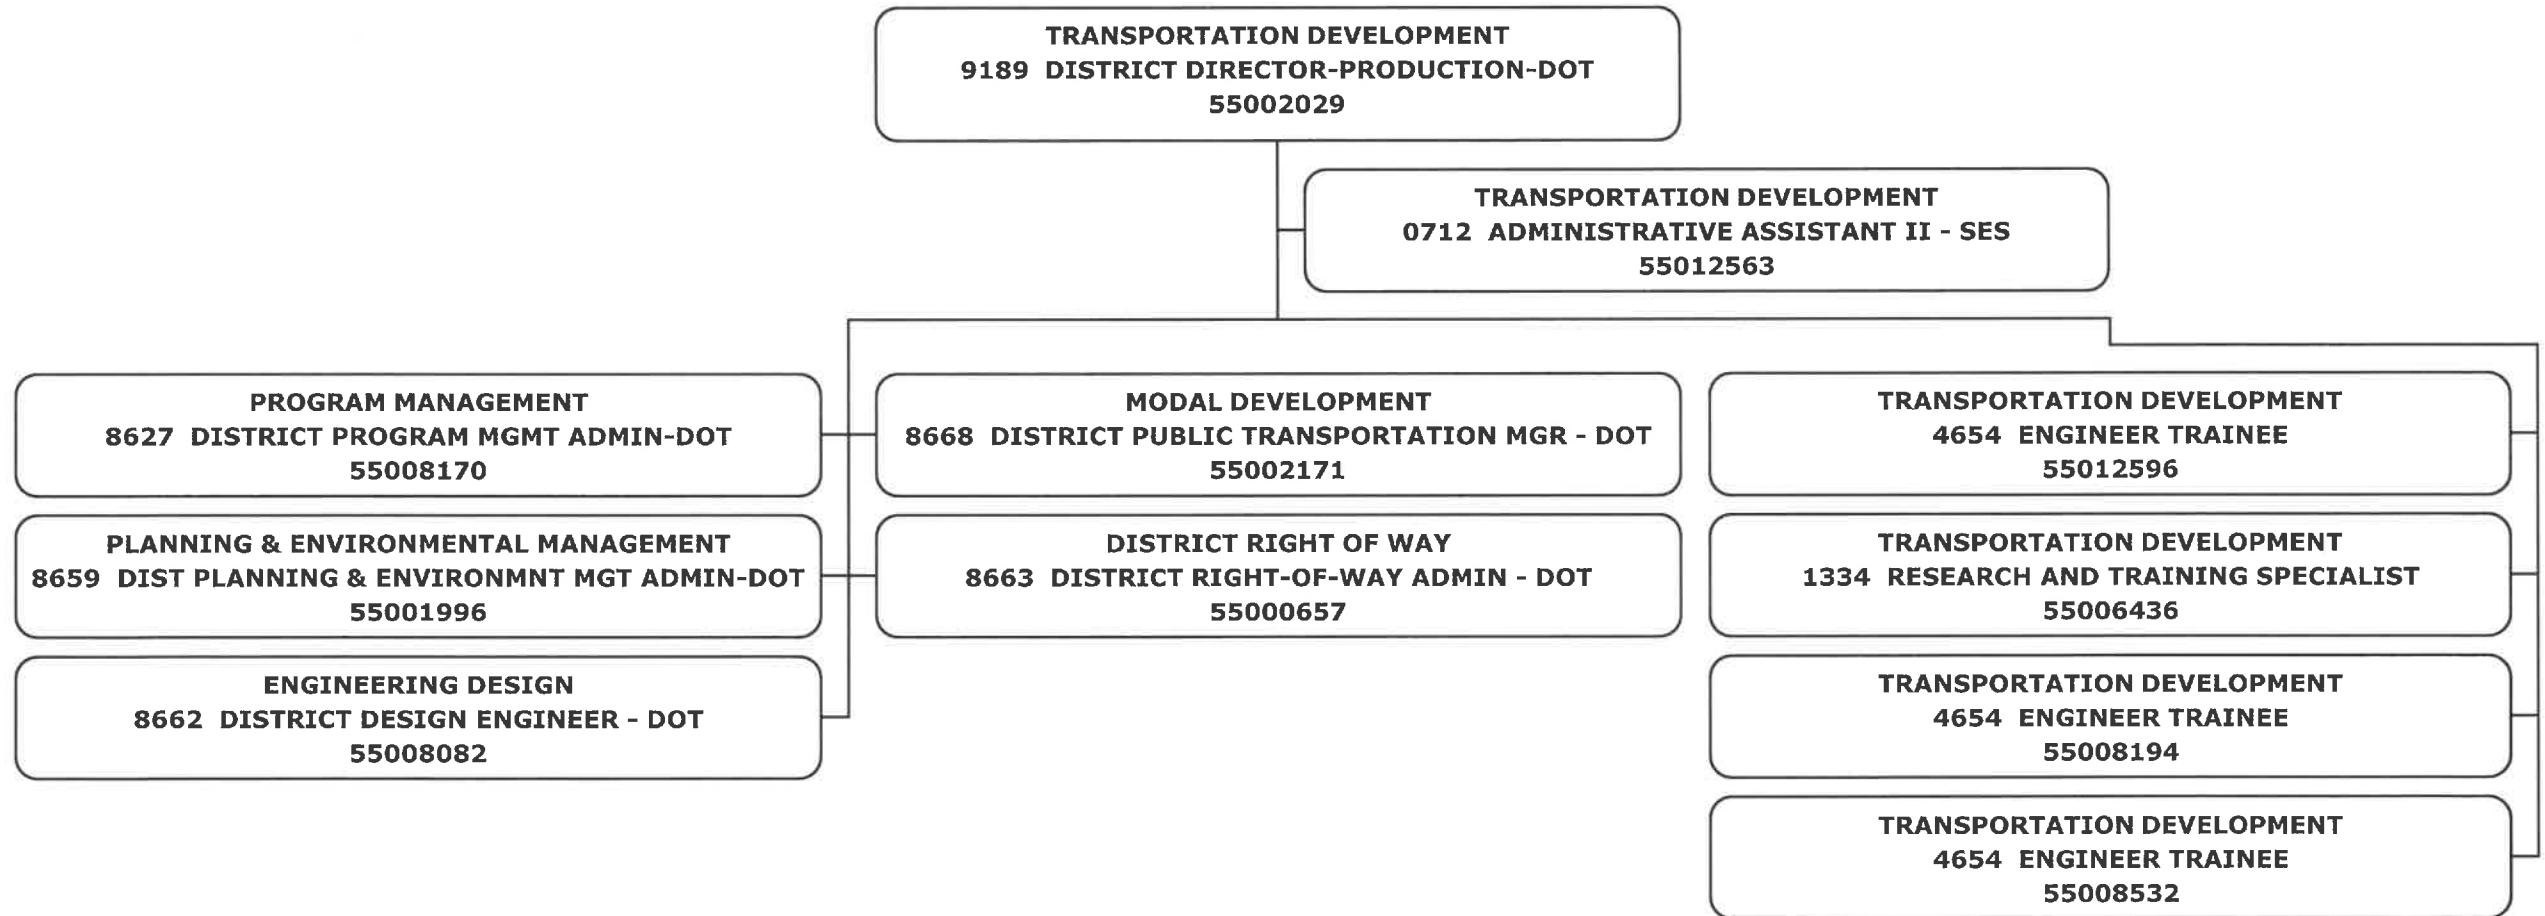 TRANSPORTATION DEVELOPMENT
9189 DISTRICT DIRECTOR-PRODUCTION-DOT
55002029
TRANSPORTATION DEVELOPMENT
0712 ADMINISTRATIVE ASSISTANT II - SES
55012563
PROGRAM MANAGEMENT
8627 DISTRICT PROGRAM MGMT ADMIN-DOT
55008170
MODAL DEVELOPMENT
8668 DISTRICT PUBLIC TRANSPORTATION MGR - DOT
55002171
TRANSPORTATION DEVELOPMENT
4654 ENGINEER TRAINEE
55012596
PLANNING & ENVIRONMENTAL MANAGEMENT
8659 DIST PLANNING & ENVIRONMNT MGT ADMIN-DOT
55001996
DISTRICT RIGHT OF WAY
8663 DISTRICT RIGHT-OF-WAY ADMIN - DOT
55000657
TRANSPORTATION DEVELOPMENT
1334 RESEARCH AND TRAINING SPECIALIST
55006436
ENGINEERING DESIGN
8662 DISTRICT DESIGN ENGINEER - DOT
55008082
TRANSPORTATION DEVELOPMENT
4654 ENGINEER TRAINEE
55008194
TRANSPORTATION DEVELOPMENT
4654 ENGINEER TRAINEE
55008532